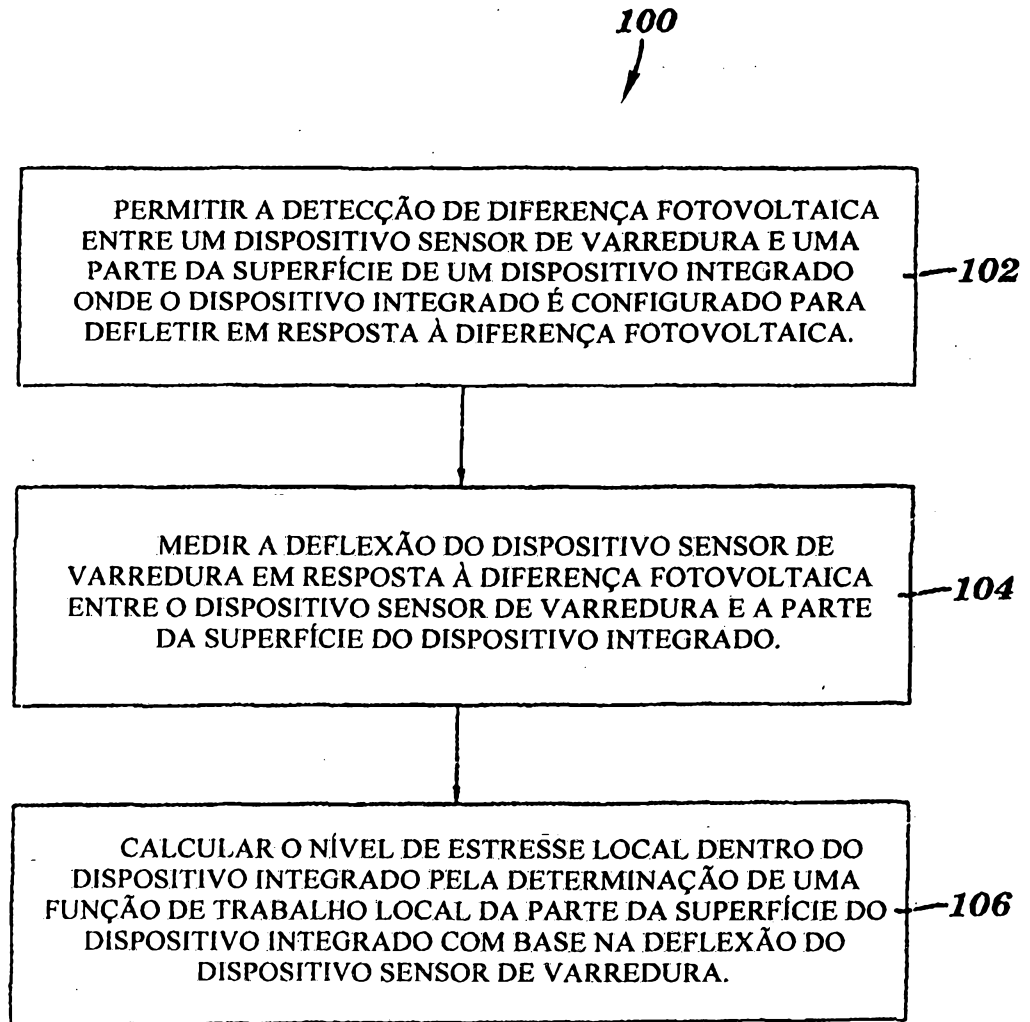 100
PERMITIR A DETECÇÃO DE DIFERENÇA FOTOVOLTAICA
ENTRE UM DISPOSITIVO SENSOR DE VARREDURA E UMA
PARTE DA SUPERFÍCIE DE UM DISPOSITIVO INTEGRADO
ONDE O DISPOSITIVO INTEGRADO É CONFIGURADO PARA
DEFLETIR EM RESPOSTA À DIFERENÇA FOTOVOLTAICA.
102
MEDIR A DEFLEXÃO DO DISPOSITIVO SENSOR DE
VARREDURA EM RESPOSTA À DIFERENÇA FOTOVOLTAICA
ENTRE O DISPOSITIVO SENSOR DE VARREDURA E A PARTE
DA SUPERFÍCIE DO DISPOSITIVO INTEGRADO.
104
CALCULAR O NÍVEL DE ESTRESSE LOCAL DENTRO DO
DISPOSITIVO INTEGRADO PELA DETERMINAÇÃO DE UMA
FUNÇÃO DE TRABALHO LOCAL DA PARTE DA SUPERFÍCIE DO
DISPOSITIVO INTEGRADO COM BASE NA DEFLEXÃO DO
DISPOSITIVO SENSOR DE VARREDURA.
106